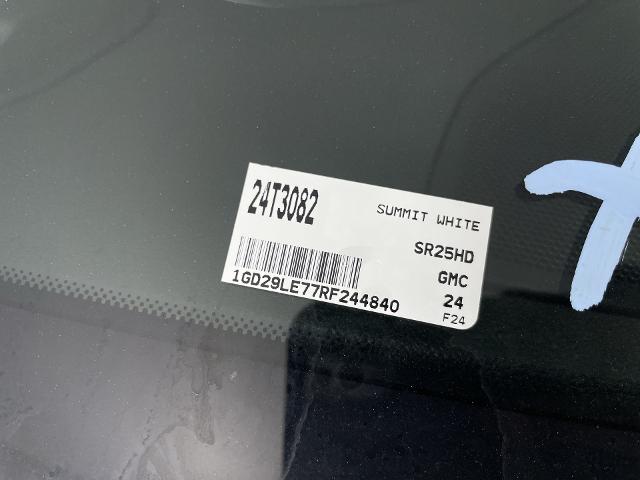 24T3082
SUMMIT WHITE
SR25HD
GMC
1GD29LE77RF244840
24
F24